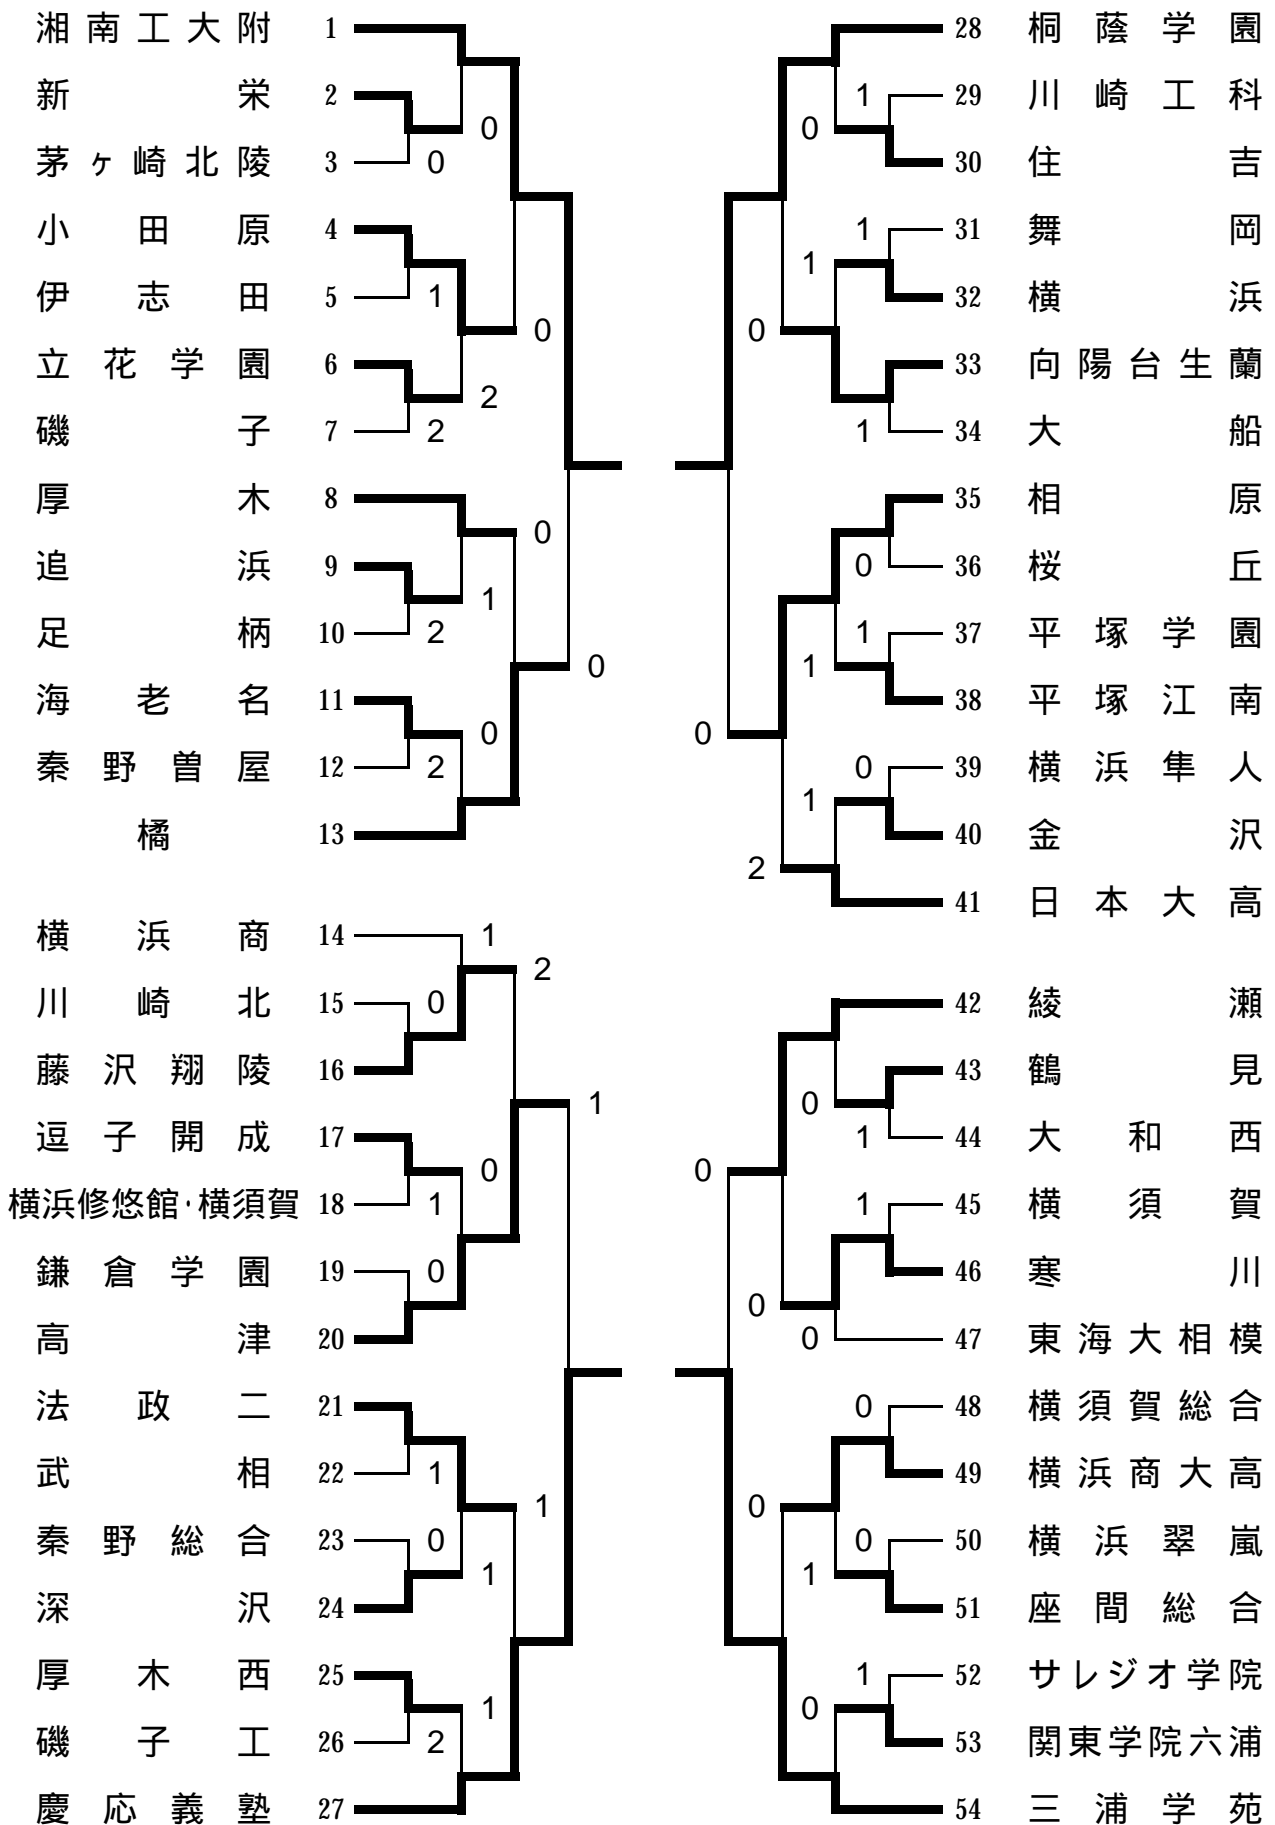 湘南工大附 1
新栄 2
0
茅ヶ崎北陵 3 0
小田原 4
伊志田 5 1
0
立花学園 6
2
磯子 7 2
厚木 8
0
追浜 9
1
足柄 10 2
0
海老名 11
0
秦野曽屋 12 2
橘 13
横浜商 14 1
2
川崎北 15 0
藤沢翔陵 16
1
逗子開成 17
0
横浜修悠館・横須賀 18 1
鎌倉学園 19 0
高津 20
法政二 21
武相 22 1
1
秦野総合 23 0
1
深沢 24
厚木西 25
1
磯子工 26 2
慶応義塾 27
28 桐蔭学園
1 29 川崎工科
0
30 住吉
1 31 舞岡
1
32 横浜
0
33 向陽台生蘭
1 34 大船
35 相原
0 36 桜丘
1 37 平塚学園
1
38 平塚江南
0
0 39 横浜隼人
1
40 金沢
2
41 日本大高
42 綾瀬
43 鶴見
0
1 44 大和西
0
1 45 横須賀
46 寒川
0
0 47 東海大相模
0 48 横須賀総合
49 横浜商大高
0
0 50 横浜翠嵐
1
51 座間総合
1 52 サレジオ学院
0
53 関東学院六浦
54 三浦学苑